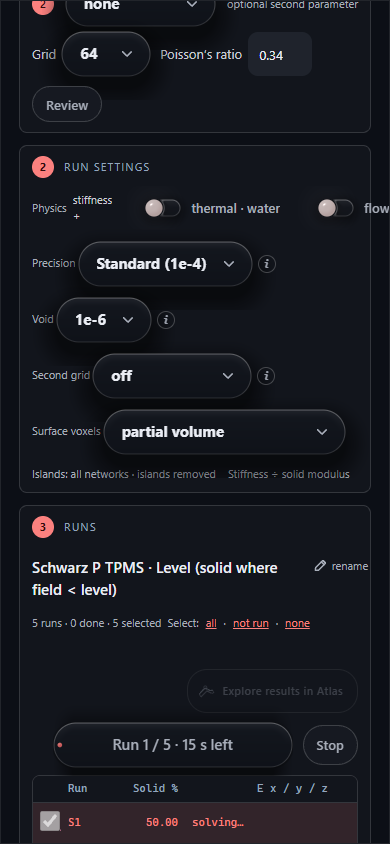 2 none optional second parameter
Grid 64 Poisson's ratio 0.34
Review
2 RUN SETTINGS
Physics stiffness + thermal · water flow
Precision Standard (1e-4) i
Void 1e-6 i
Second grid off i
Surface voxels partial volume
Islands: all networks · islands removed Stiffness ÷ solid modulus
3 RUNS
Schwarz P TPMS · Level (solid where
field < level)
rename
5 runs · 0 done · 5 selected Select: all · not run · none
Explore results in Atlas
Run 1 / 5 · 15 s left Stop
Run Solid % E x / y / z
S1 50.00 solving…